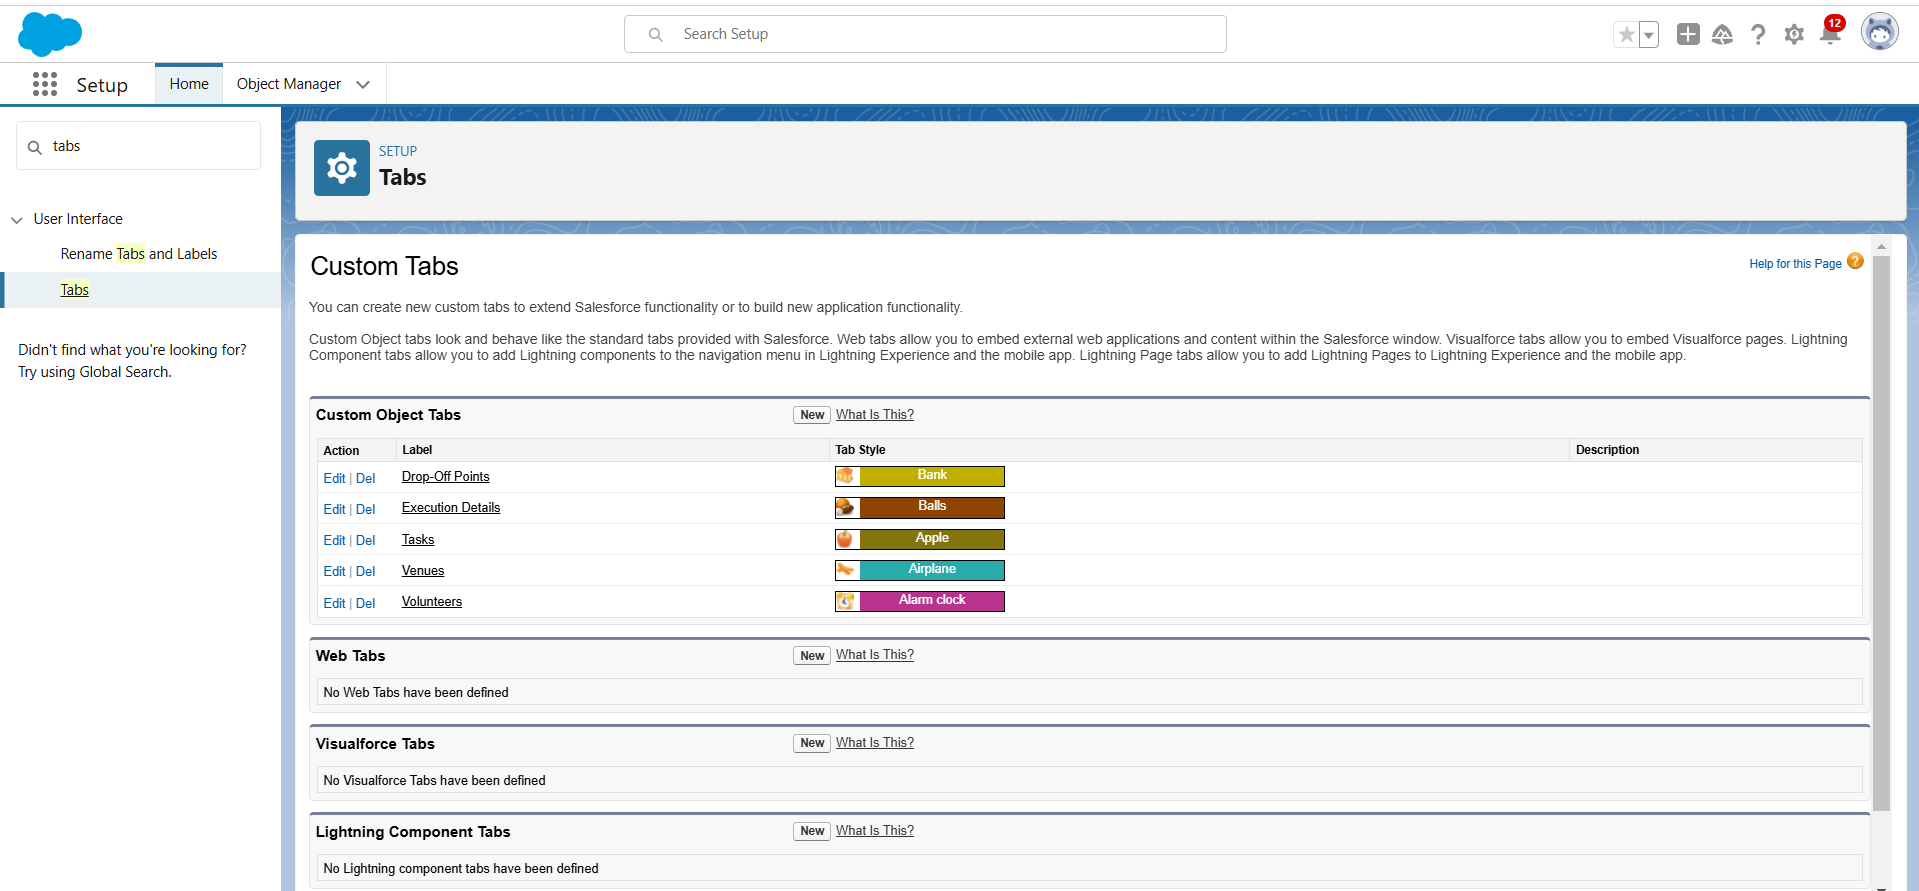 Search Setup
12
Setup
Home
Object Manager
tabs
User Interface
Rename Tabs and Labels
Tabs
Didn't find what you're looking for?
Try using Global Search.
SETUP
Tabs
Custom Tabs
Help for this Page ?
You can create new custom tabs to extend Salesforce functionality or to build new application functionality.
Custom Object tabs look and behave like the standard tabs provided with Salesforce. Web tabs allow you to embed external web applications and content within the Salesforce window. Visualforce tabs allow you to embed Visualforce pages. Lightning
Component tabs allow you to add Lightning components to the navigation menu in Lightning Experience and the mobile app. Lightning Page tabs allow you to add Lightning Pages to Lightning Experience and the mobile app.
Custom Object Tabs New What Is This?
Action Label Tab Style Description
Edit | Del Drop-Off Points Bank
Edit | Del Execution Details Balls
Edit | Del Tasks Apple
Edit | Del Venues Airplane
Edit | Del Volunteers Alarm clock
Web Tabs New What Is This?
No Web Tabs have been defined
Visualforce Tabs New What Is This?
No Visualforce Tabs have been defined
Lightning Component Tabs New What Is This?
No Lightning component tabs have been defined